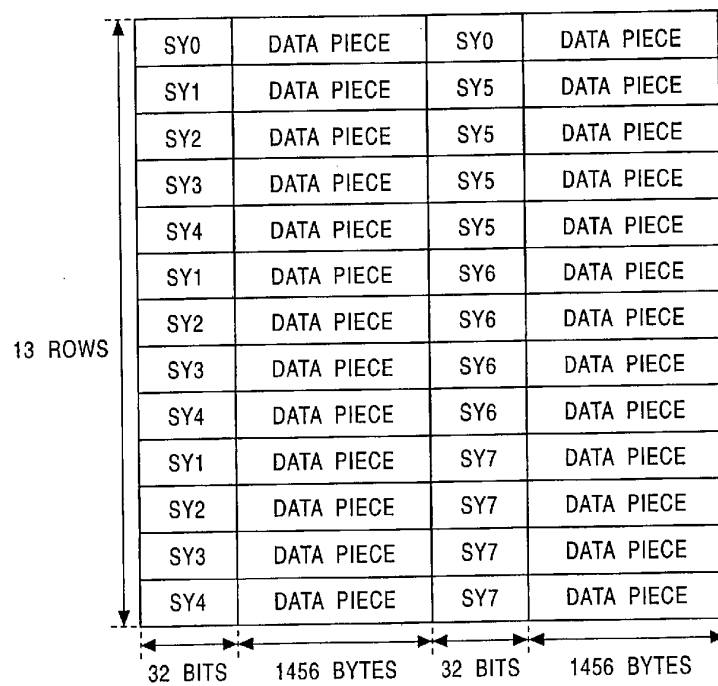 SY0 DATA PIECE SY0 DATA PIECE
SY1 DATA PIECE SY5 DATA PIECE
SY2 DATA PIECE SY5 DATA PIECE
SY3 DATA PIECE SY5 DATA PIECE
SY4 DATA PIECE SY5 DATA PIECE
SY1 DATA PIECE SY6 DATA PIECE
SY2 DATA PIECE SY6 DATA PIECE
13 ROWS
SY3 DATA PIECE SY6 DATA PIECE
SY4 DATA PIECE SY6 DATA PIECE
SY1 DATA PIECE SY7 DATA PIECE
SY2 DATA PIECE SY7 DATA PIECE
SY3 DATA PIECE SY7 DATA PIECE
SY4 DATA PIECE SY7 DATA PIECE
32 BITS 1456 BYTES 32 BITS 1456 BYTES